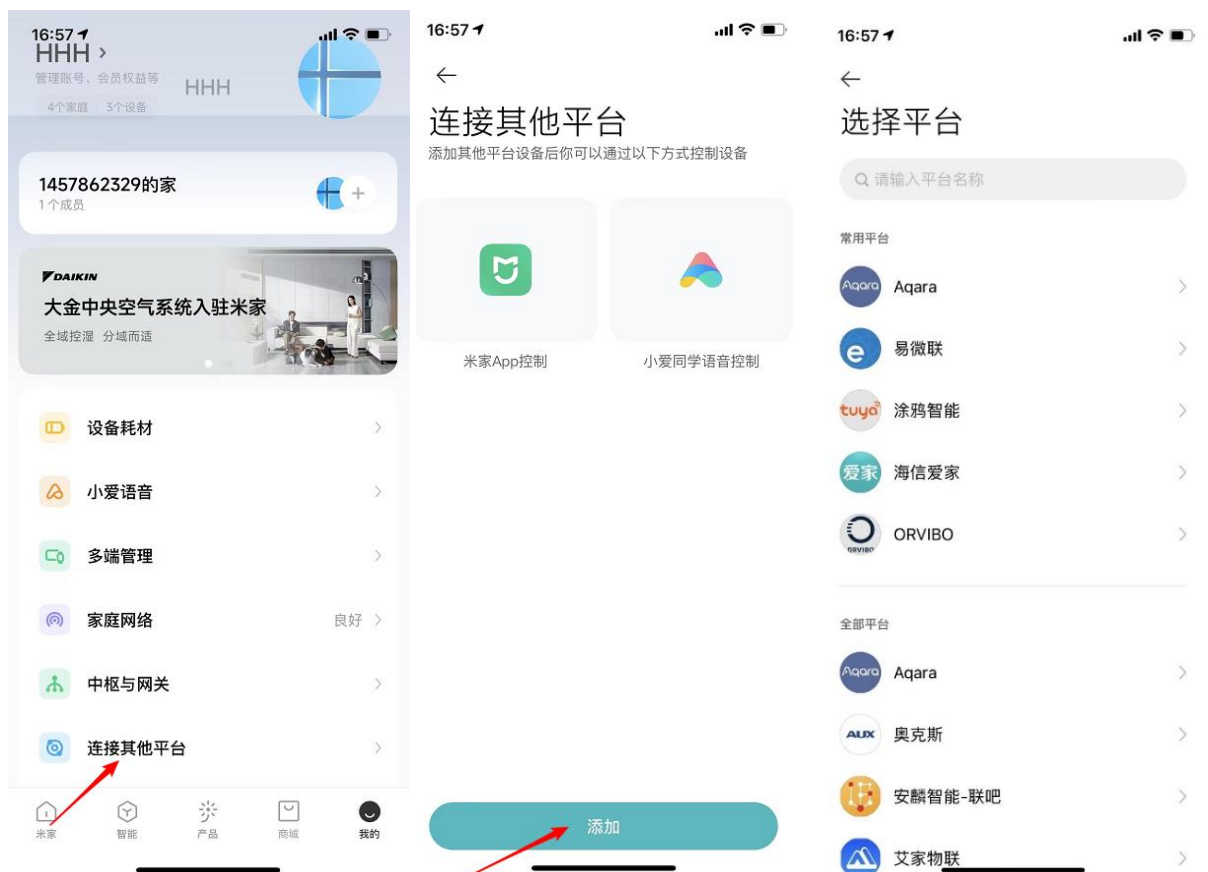 16:57
HHH
管理账号、会员权益等
4个家庭 3个设备
HHH
1457862329的家
1个成员
DAIKIN
大金中央空气系统入驻米家
全域控湿 分域而适
设备耗材
小爱语音
多端管理
家庭网络 良好
中枢与网关
连接其他平台
米家 智能 产品 商城 我的
16:57
连接其他平台
添加其他平台设备后你可以通过以下方式控制设备
米家App控制 小爱同学语音控制
添加
16:57
选择平台
请输入平台名称
常用平台
Aqara Aqara
e 易微联
tuya 涂鸦智能
爱家 海信爱家
ORVIBO ORVIBO
全部平台
Aqara Aqara
AUX 奥克斯
安麟智能-联吧
艾家物联